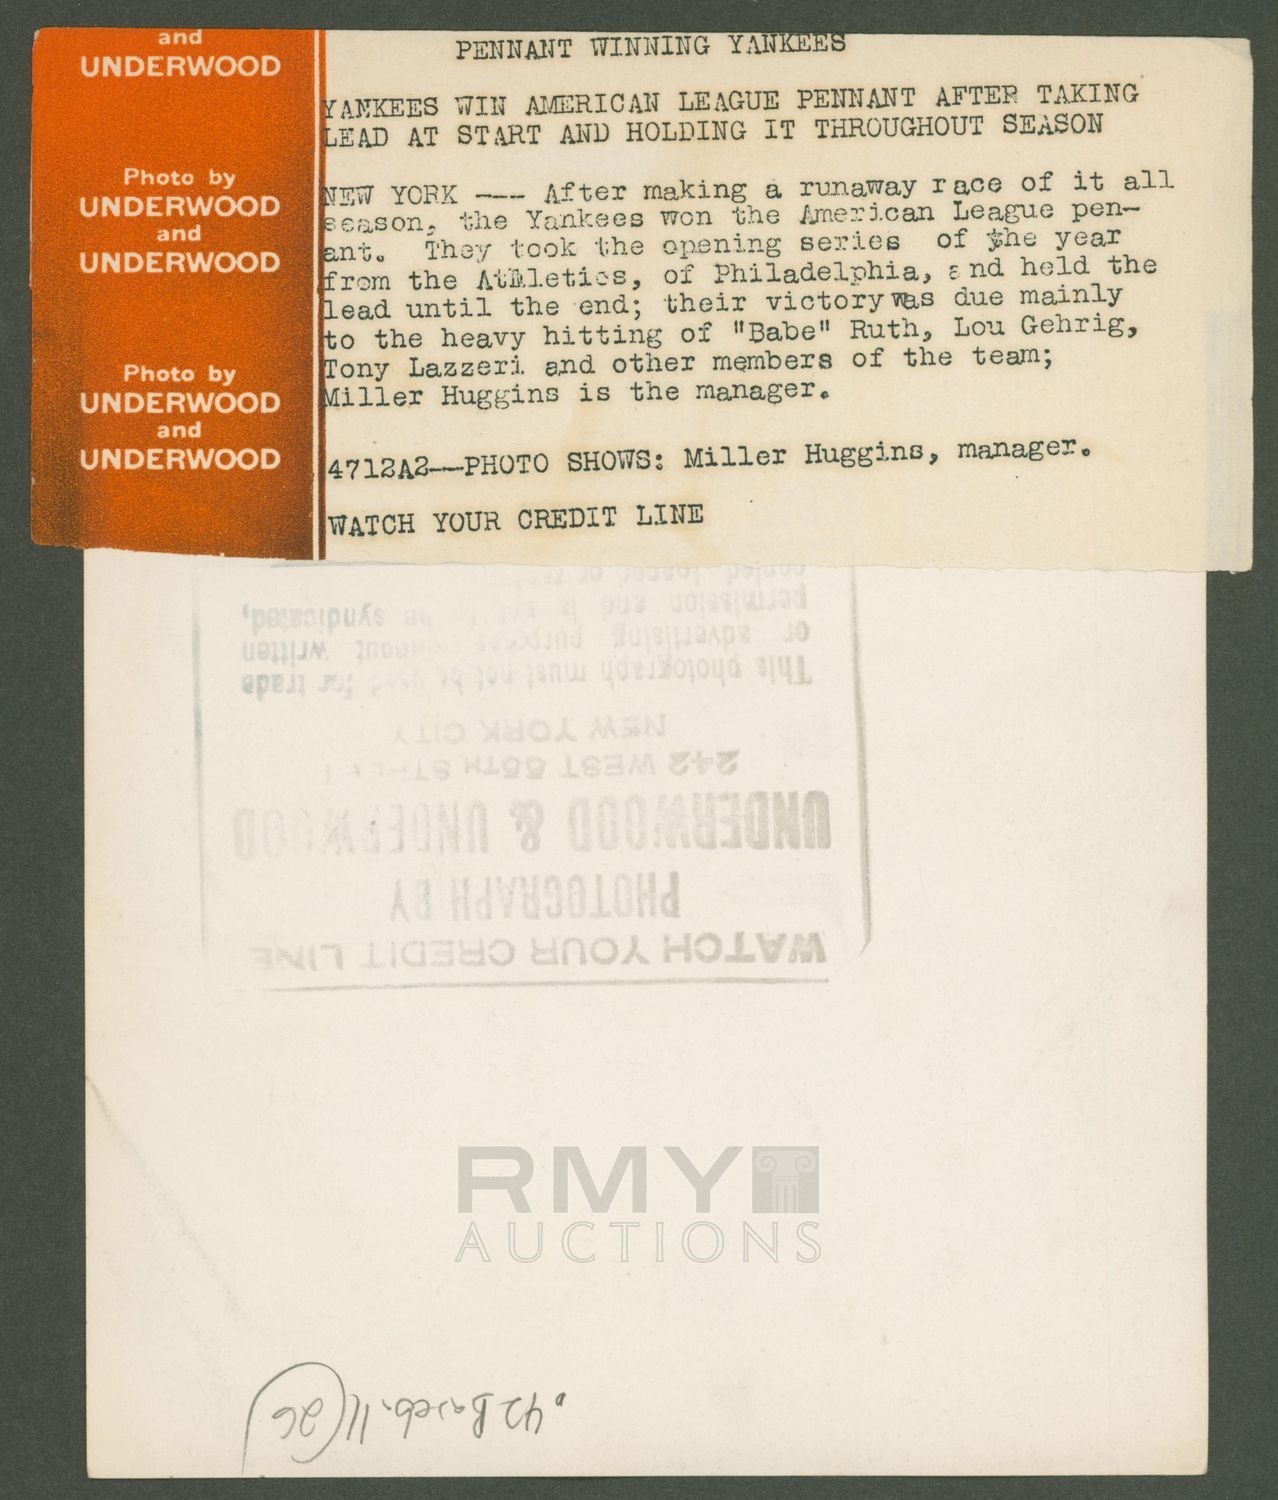 and
UNDERWOOD
Photo by
UNDERWOOD
and
UNDERWOOD
Photo by
UNDERWOOD
and
UNDERWOOD
PENNANT WINNING YANKEES
YANKEES WIN AMERICAN LEAGUE PENNANT AFTER TAKING
LEAD AT START AND HOLDING IT THROUGHOUT SEASON
NEW YORK --- After making a runaway race of it all
season, the Yankees won the American League pen-
ant. They took the opening series of the year
from the Athletics, of Philadelphia, and held the
lead until the end; their victory was due mainly
to the heavy hitting of "Babe" Ruth, Lou Gehrig,
Tony Lazzeri and other members of the team;
Miller Huggins is the manager.
4712A2--PHOTO SHOWS: Miller Huggins, manager.
WATCH YOUR CREDIT LINE
WATCH YOUR CREDIT LINE
PHOTOGRAPH BY
UNDERWOOD & UNDERWOOD
242 WEST 55TH STREET
NEW YORK CITY
This photograph must not be used for trade
or advertising purposes without written
permission and is not to be syndicated,
RMY
AUCTIONS